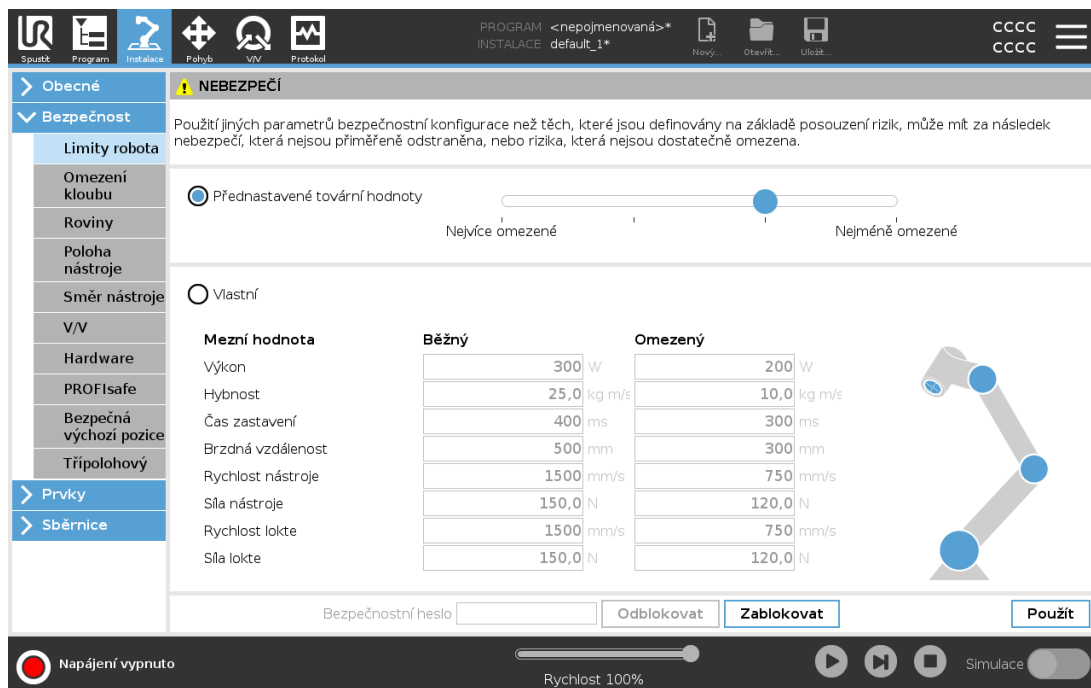 UR
PROGRAM <nepojmenovaná>*
INSTALACE default_1*
CCCC
CCCC
Spustit Program Instalace Pohyb V/V Protokol Nový... Otevřít... Uložit...
Obecné
Bezpečnost
Limity robota
Omezení
kloubu
Roviny
Poloha
nástroje
Směr nástroje
V/V
Hardware
PROFIsafe
Bezpečná
výchozí pozice
Třípolohový
Prvky
Sběrnice
NEBEZPEČÍ
Použití jiných parametrů bezpečnostní konfigurace než těch, které jsou definovány na základě posouzení rizik, může mít za následek
nebezpečí, která nejsou přiměřeně odstraněna, nebo rizika, která nejsou dostatečně omezena.
Přednastavené tovární hodnoty
Nejvíce omezené Nejméně omezené
Vlastní
Mezní hodnota Běžný Omezený
Výkon 300 W 200 W
Hybnost 25,0 kg m/s 10,0 kg m/s
Čas zastavení 400 ms 300 ms
Brzdná vzdálenost 500 mm 300 mm
Rychlost nástroje 1500 mm/s 750 mm/s
Síla nástroje 150,0 N 120,0 N
Rychlost lokte 1500 mm/s 750 mm/s
Síla lokte 150,0 N 120,0 N
Bezpečnostní heslo Odblokovat Zablokovat Použít
Napájení vypnuto
Rychlost 100%
Simulace